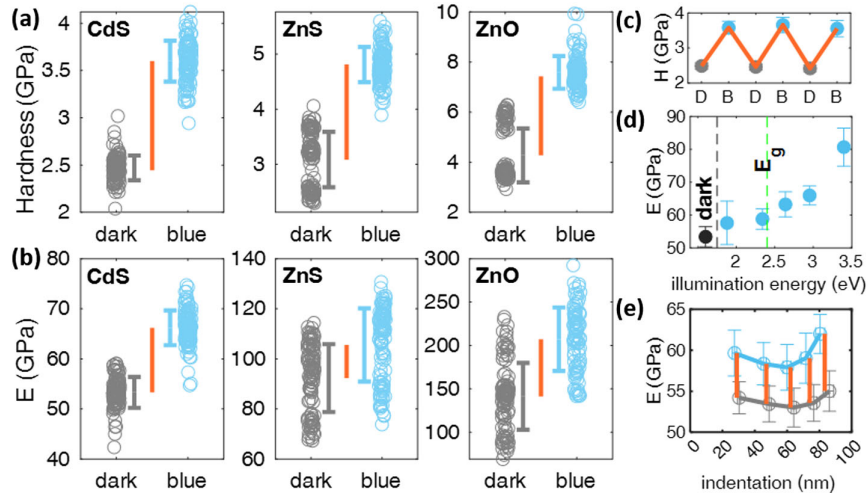 (a)
CdS
ZnS
ZnO
Hardness (GPa)
4
3.5
3
2.5
2
5
4
3
10
8
6
4
2
dark
blue
dark
blue
dark
blue
(b)
CdS
ZnS
ZnO
E (GPa)
80
70
60
50
40
140
120
100
80
60
300
250
200
150
100
dark
blue
dark
blue
dark
blue
(c)
H (GPa)
4
3
2
D
B
D
B
D
B
(d)
E (GPa)
90
80
70
60
50
dark
E g
2
2.5
3
3.5
illumination energy (eV)
(e)
E (GPa)
65
60
55
50
0
20
40
60
80
100
indentation (nm)